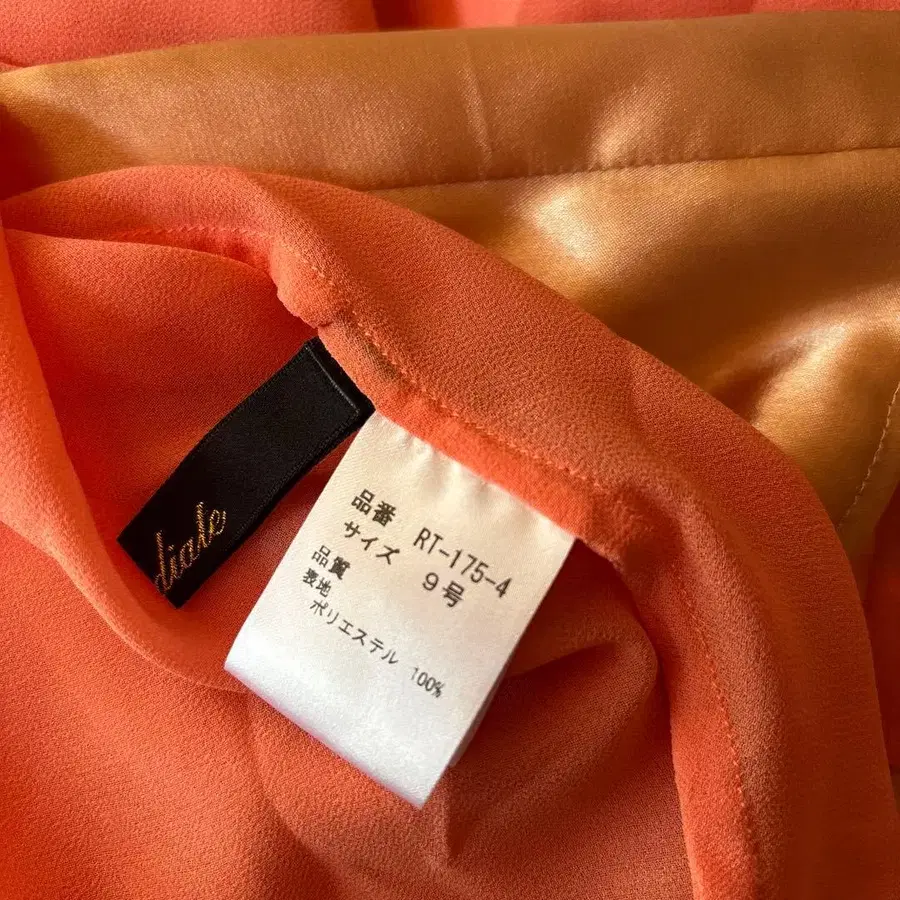 diate
品番 RT-175-4
サイズ 9号
品質
表地
ポリエステル 100%